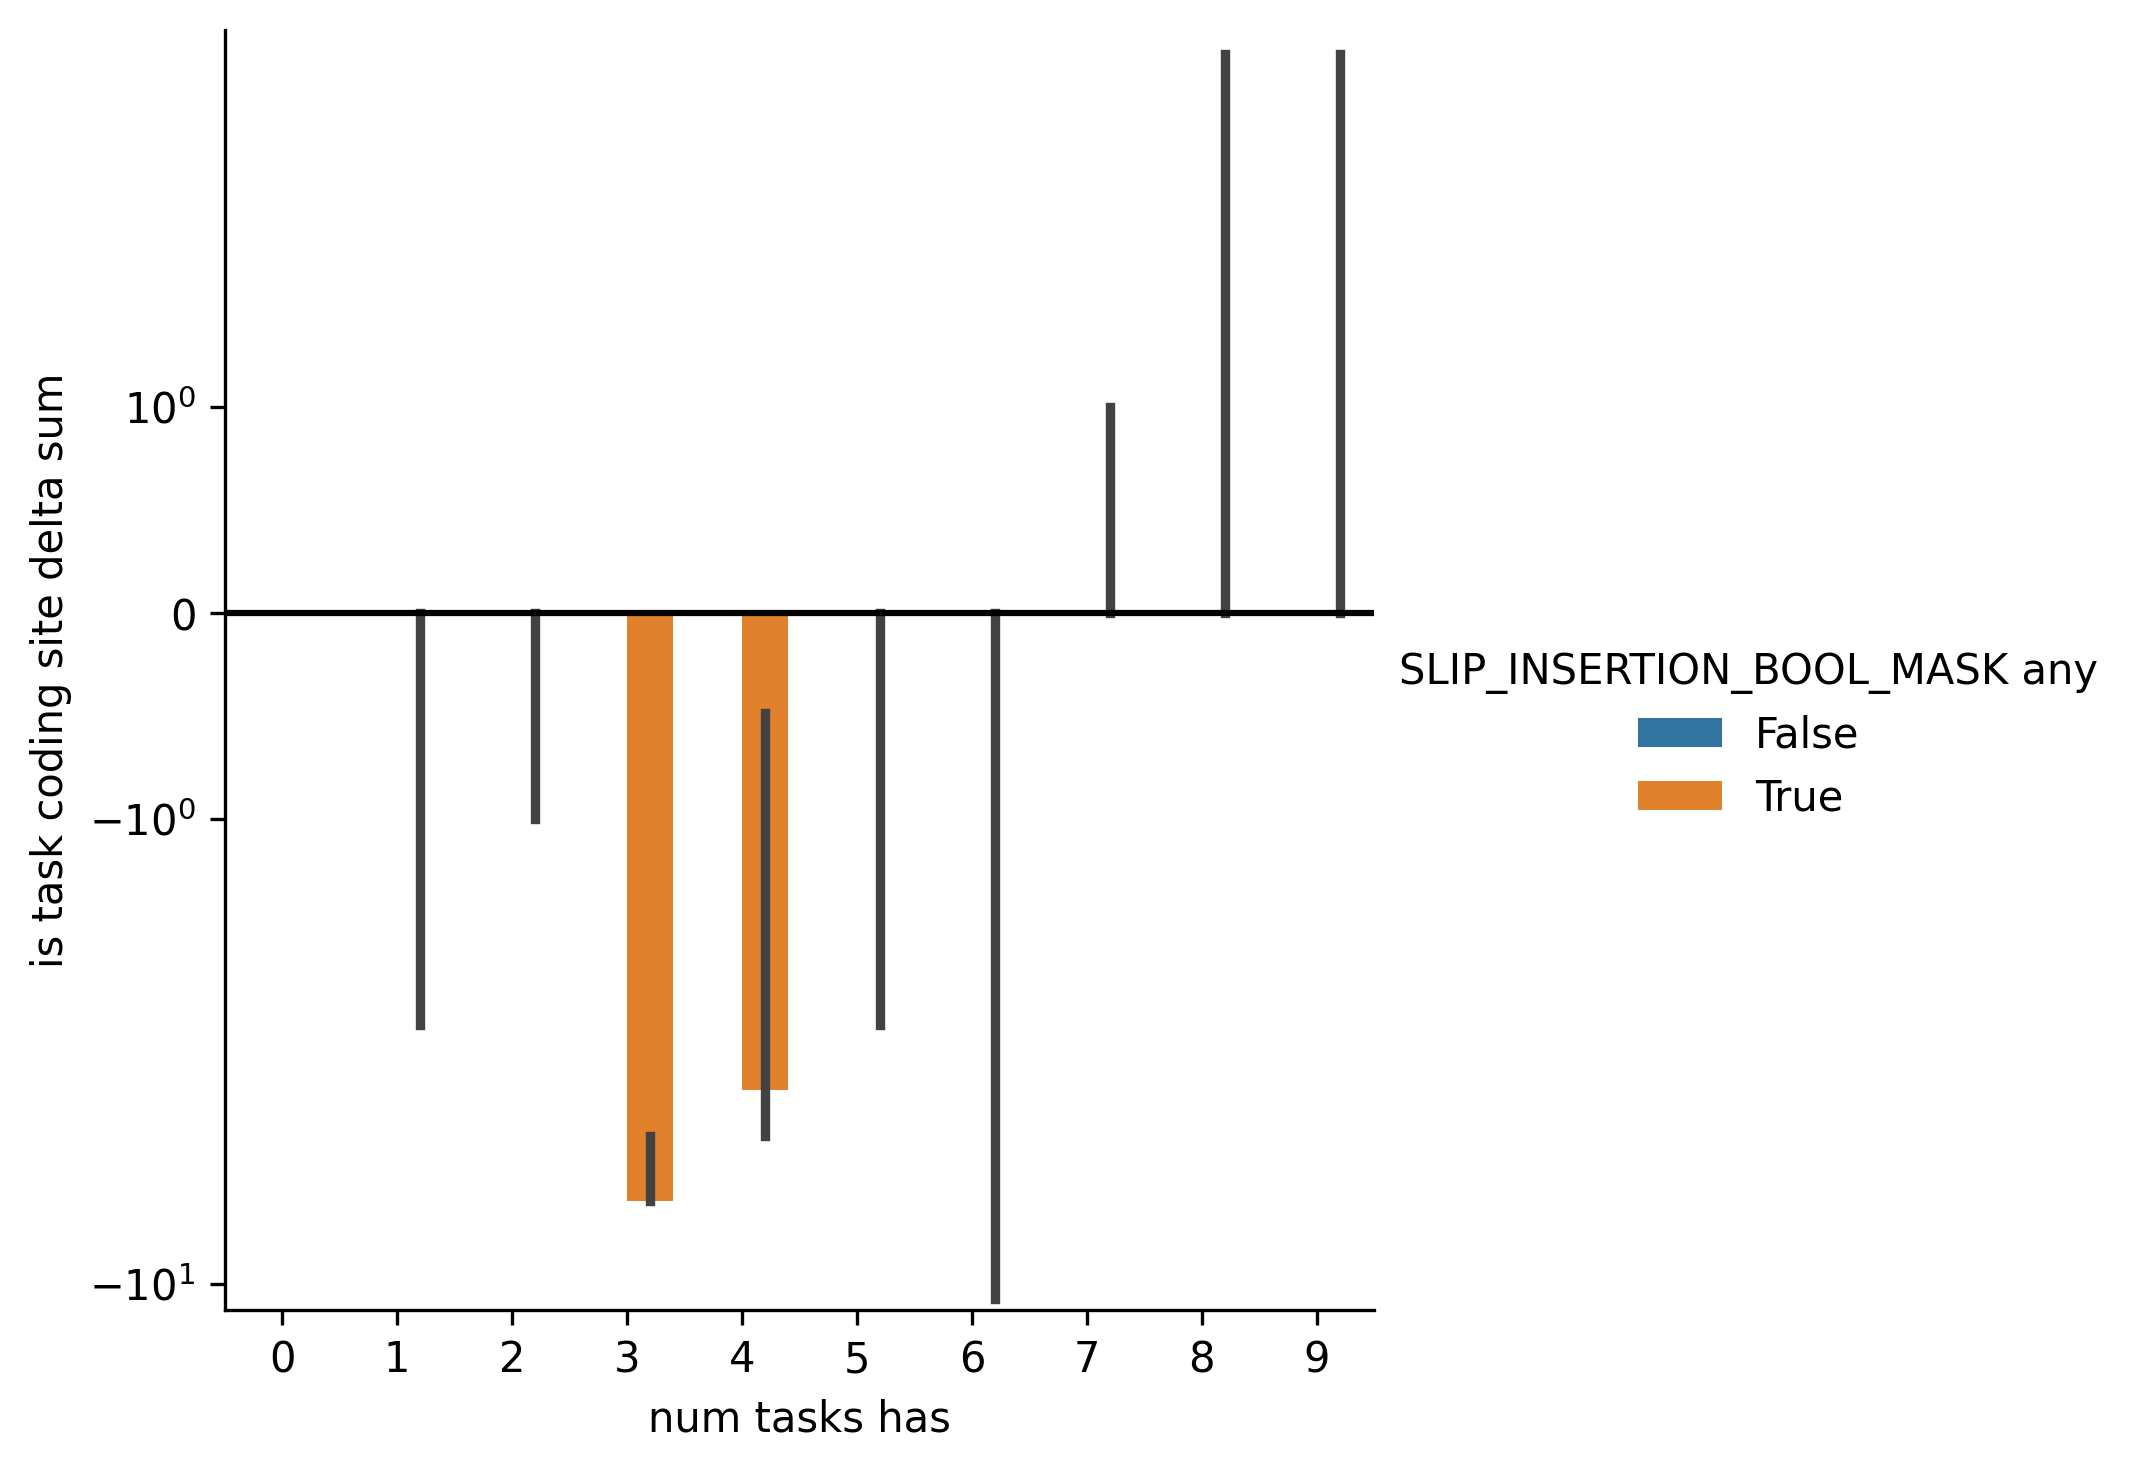 is task coding site delta sum
10⁰
0
−10⁰
−10¹
0 1 2 3 4 5 6 7 8 9
num tasks has
SLIP_INSERTION_BOOL_MASK any
False
True